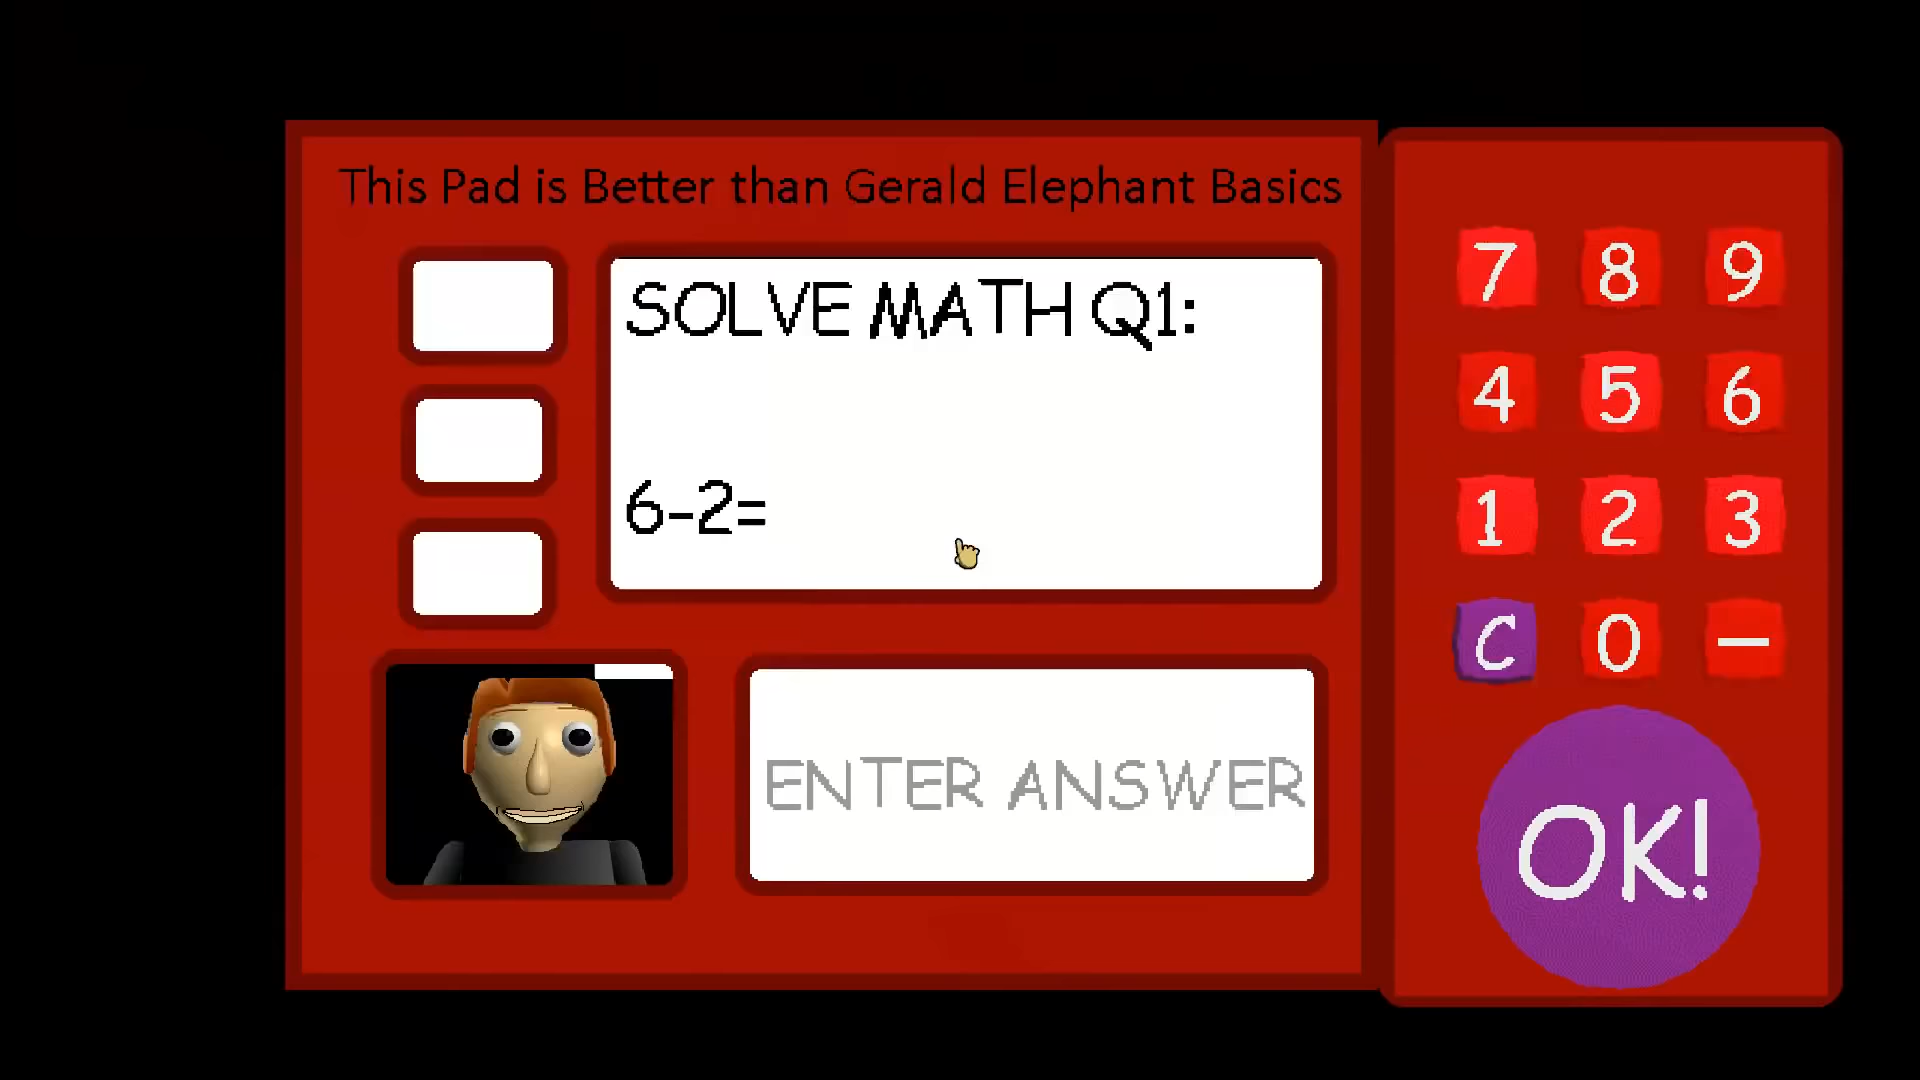 This Pad is Better than Gerald Elephant Basics
SOLVE MATH Q1:
6-2=
ENTER ANSWER
7 8 9
4 5 6
1 2 3
C 0 —
OK!